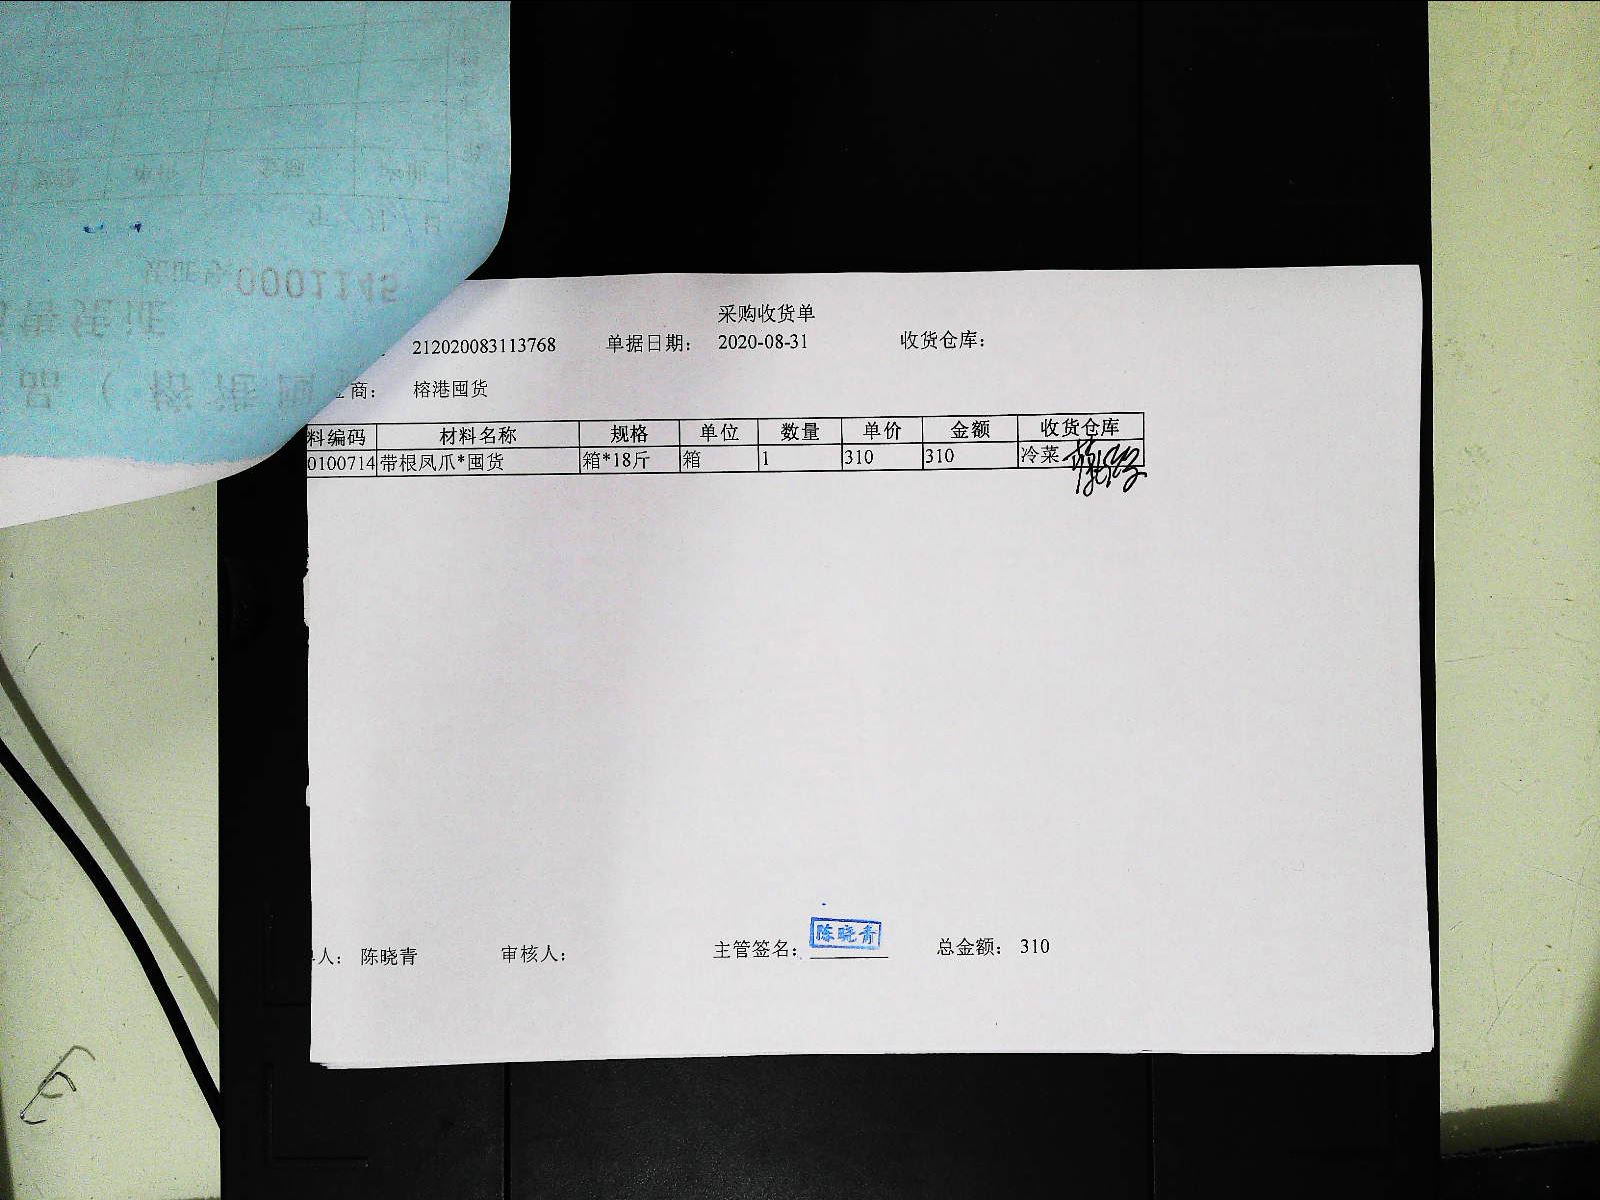 采购收货单
212020083113768 单据日期： 2020-08-31 收货仓库：
商： 榕港囤货
料编码 材料名称 规格 单位 数量 单价 金额 收货仓库
0100714 带根凤爪*囤货 箱*18斤 箱 1 310 310 冷菜
人： 陈晓青 审核人： 主管签名： 陈晓青 总金额： 310
0001145
E